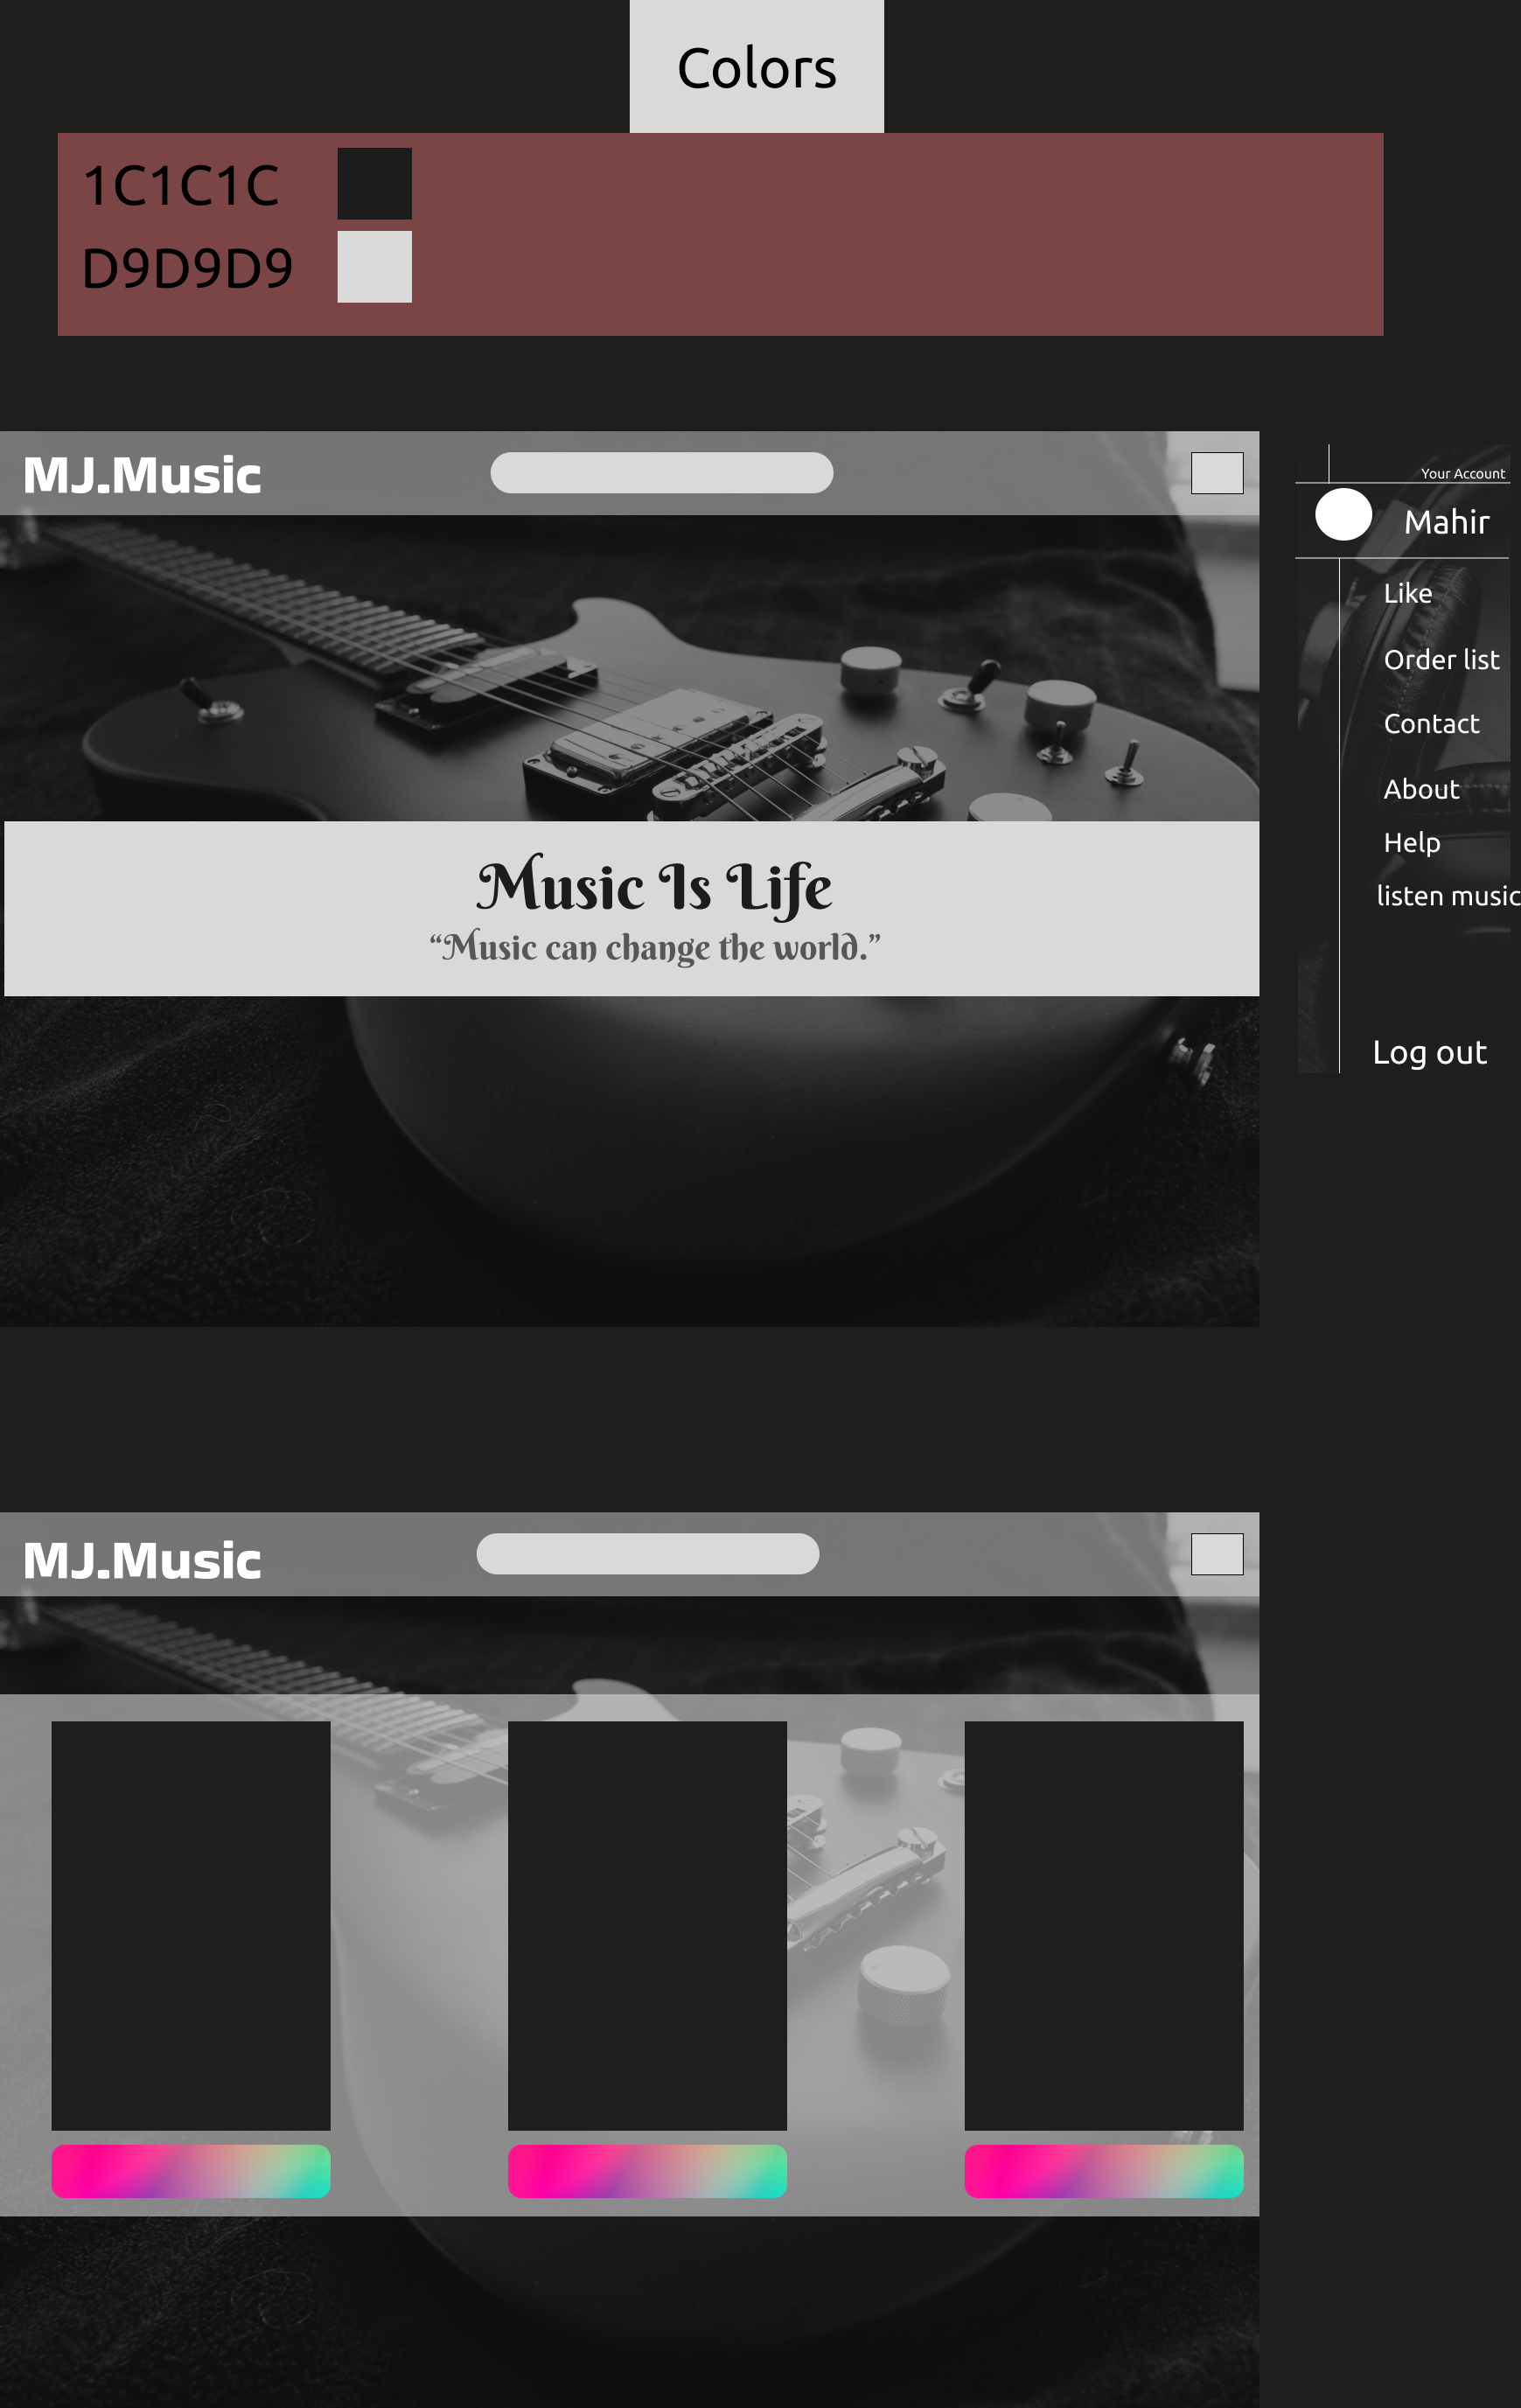 Colors
1C1C1C
D9D9D9
MJ.Music
Your Account
Mahir
Like
Order list
Contact
About
Help
listen music
Log out
Music Is Life
“Music can change the world.”
MJ.Music